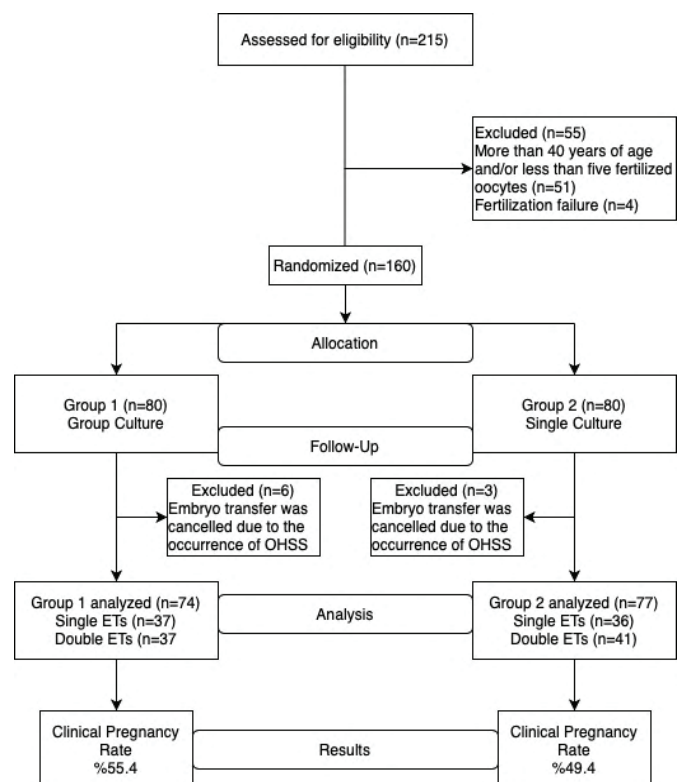 Assessed for eligibility (n=215)
Excluded (n=55)
More than 40 years of age
and/or less than five fertilized
oocytes (n=51)
Fertilization failure (n=4)
Randomized (n=160)
Allocation
Group 1 (n=80)
Group Culture
Group 2 (n=80)
Single Culture
Follow-Up
Excluded (n=6)
Embryo transfer was
cancelled due to the
occurrence of OHSS
Excluded (n=3)
Embryo transfer was
cancelled due to the
occurrence of OHSS
Group 1 analyzed (n=74)
Single ETs (n=37)
Double ETs (n=37
Analysis
Group 2 analyzed (n=77)
Single ETs (n=36)
Double ETs (n=41)
Clinical Pregnancy
Rate
%55.4
Results
Clinical Pregnancy
Rate
%49.4